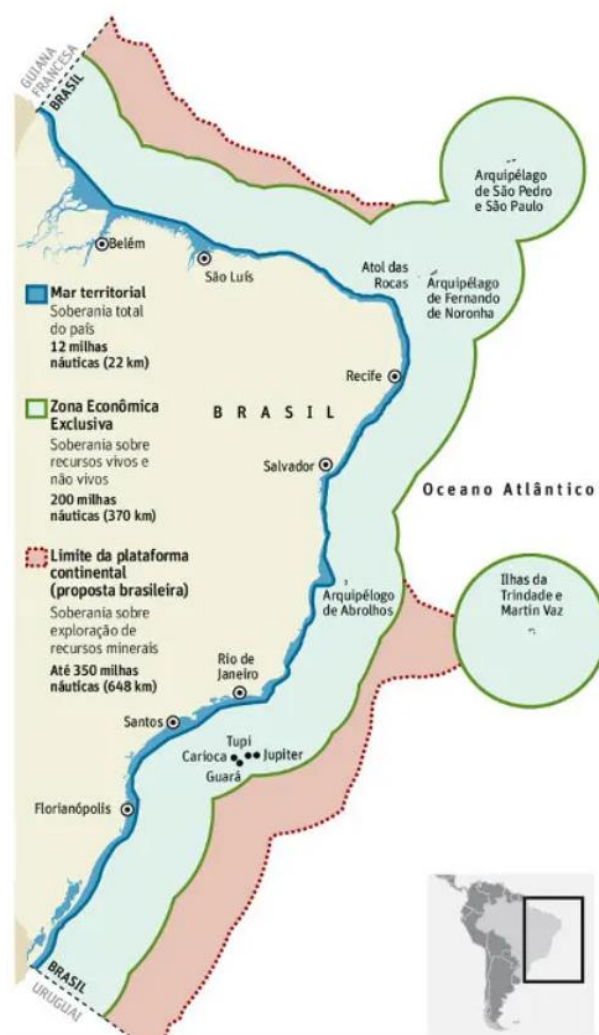 GUIANA
FRANCESA
BRASIL
Arquipélago
de São Pedro
e São Paulo
Belém
São Luís
Atol das
Rocas
Arquipélago
de Fernando
de Noronha
Mar territorial
Soberania total
do país
12 milhas
náuticas (22 km)
Recife
Zona Econômica
Exclusiva
Soberania sobre
recursos vivos e
não vivos
200 milhas
náuticas (370 km)
BRASIL
Salvador
Oceano Atlântico
Limite da plataforma
continental
(proposta brasileira)
Soberania sobre
exploração de
recursos minerais
Até 350 milhas
náuticas (648 km)
Arquipélogo
de Abrolhos
Ilhas da
Trindade e
Martin Vaz
Rio de
Janeiro
Santos
Tupi
Carioca
Jupiter
Guará
Florianópolis
BRASIL
URUGUAI